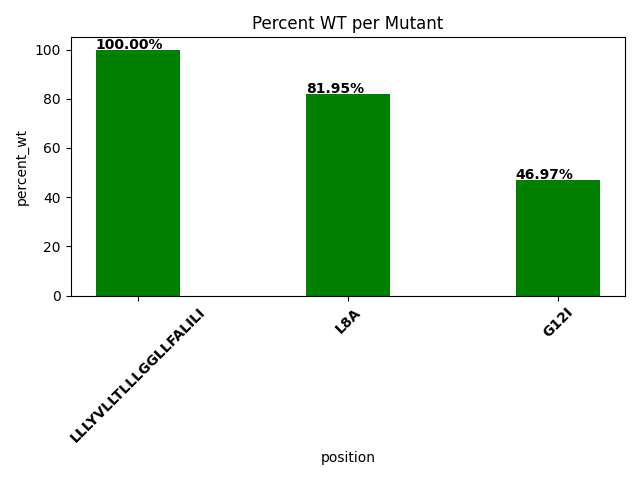 Percent WT per Mutant
percent_wt
100
80
60
40
20
0
100.00%
81.95%
46.97%
LLLYVLLTLLLGGLLFALILI
L8A
G12I
position